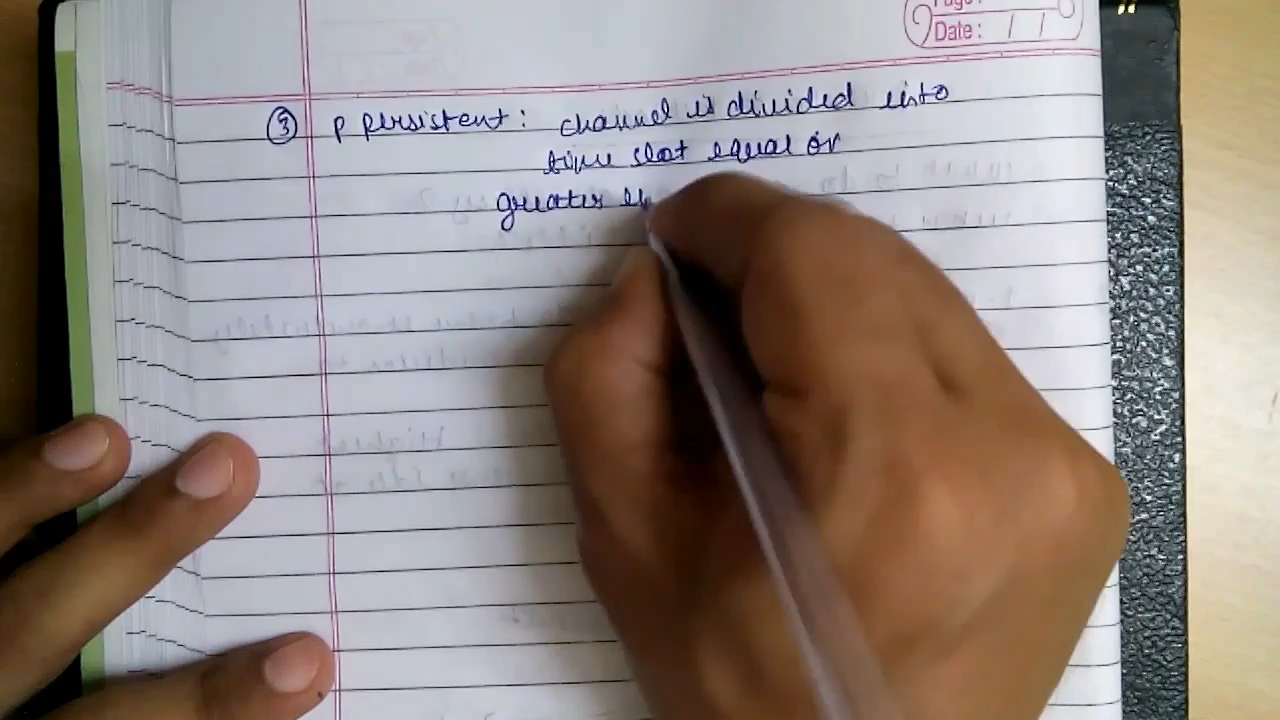 Date: / /
③ p persistent: channel is divided into
time slot equal or
greater